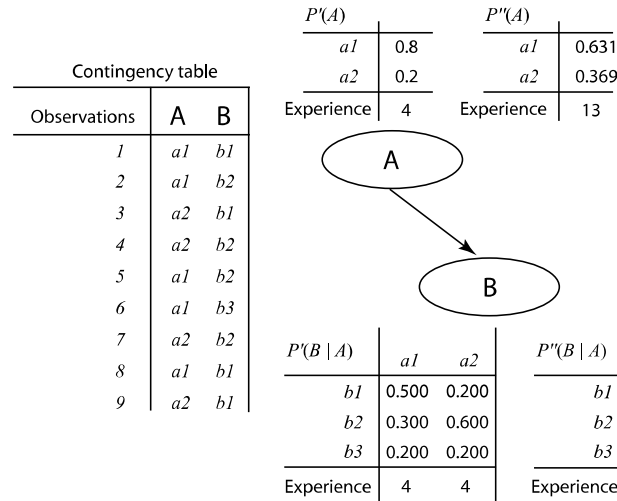 Contingency table
Observations A B
1 a1 b1
2 a1 b2
3 a2 b1
4 a2 b2
5 a1 b2
6 a1 b3
7 a2 b2
8 a1 b1
9 a2 b1
P'(A)
a1 0.8
a2 0.2
Experience 4
P''(A)
a1 0.631
a2 0.369
Experience 13
A
B
P'(B | A) a1 a2
b1 0.500 0.200
b2 0.300 0.600
b3 0.200 0.200
Experience 4 4
P''(B | A)
b1
b2
b3
Experience